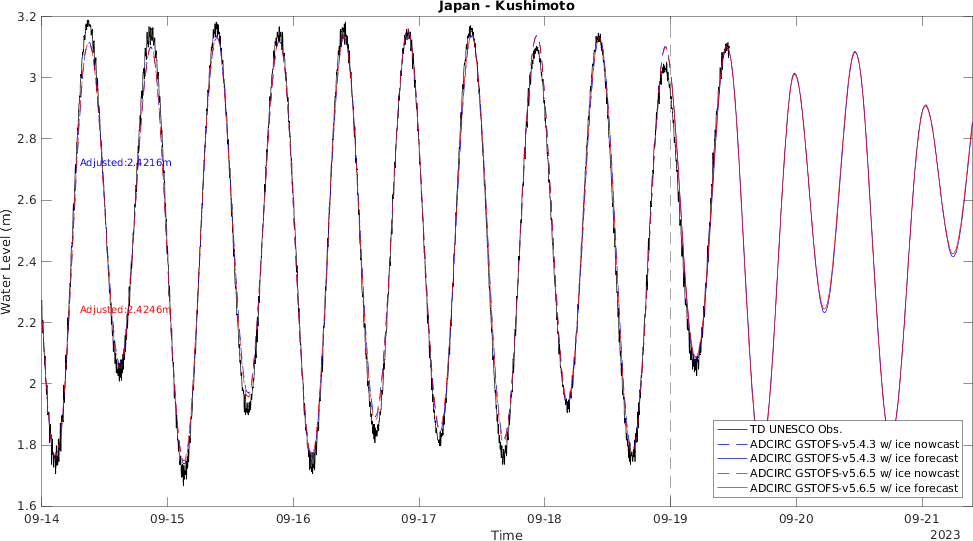 Japan - Kushimoto
3.2
3
2.8
2.6
2.4
2.2
2
1.8
1.6
Water Level (m)
Adjusted:2.4216m
Adjusted:2.4246m
TD UNESCO Obs.
ADCIRC GSTOFS-v5.4.3 w/ ice nowcast
ADCIRC GSTOFS-v5.4.3 w/ ice forecast
ADCIRC GSTOFS-v5.6.5 w/ ice nowcast
ADCIRC GSTOFS-v5.6.5 w/ ice forecast
09-14 09-15 09-16 09-17 09-18 09-19 09-20 09-21
Time
2023